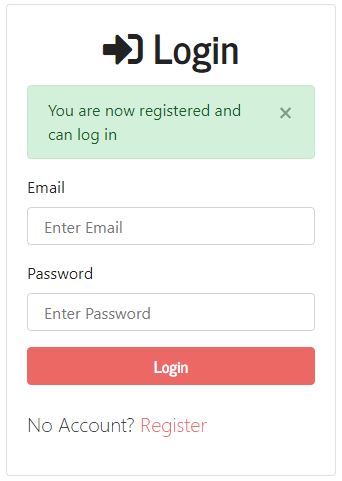 Login
You are now registered and
can log in
×
Email
Enter Email
Password
Enter Password
Login
No Account? Register